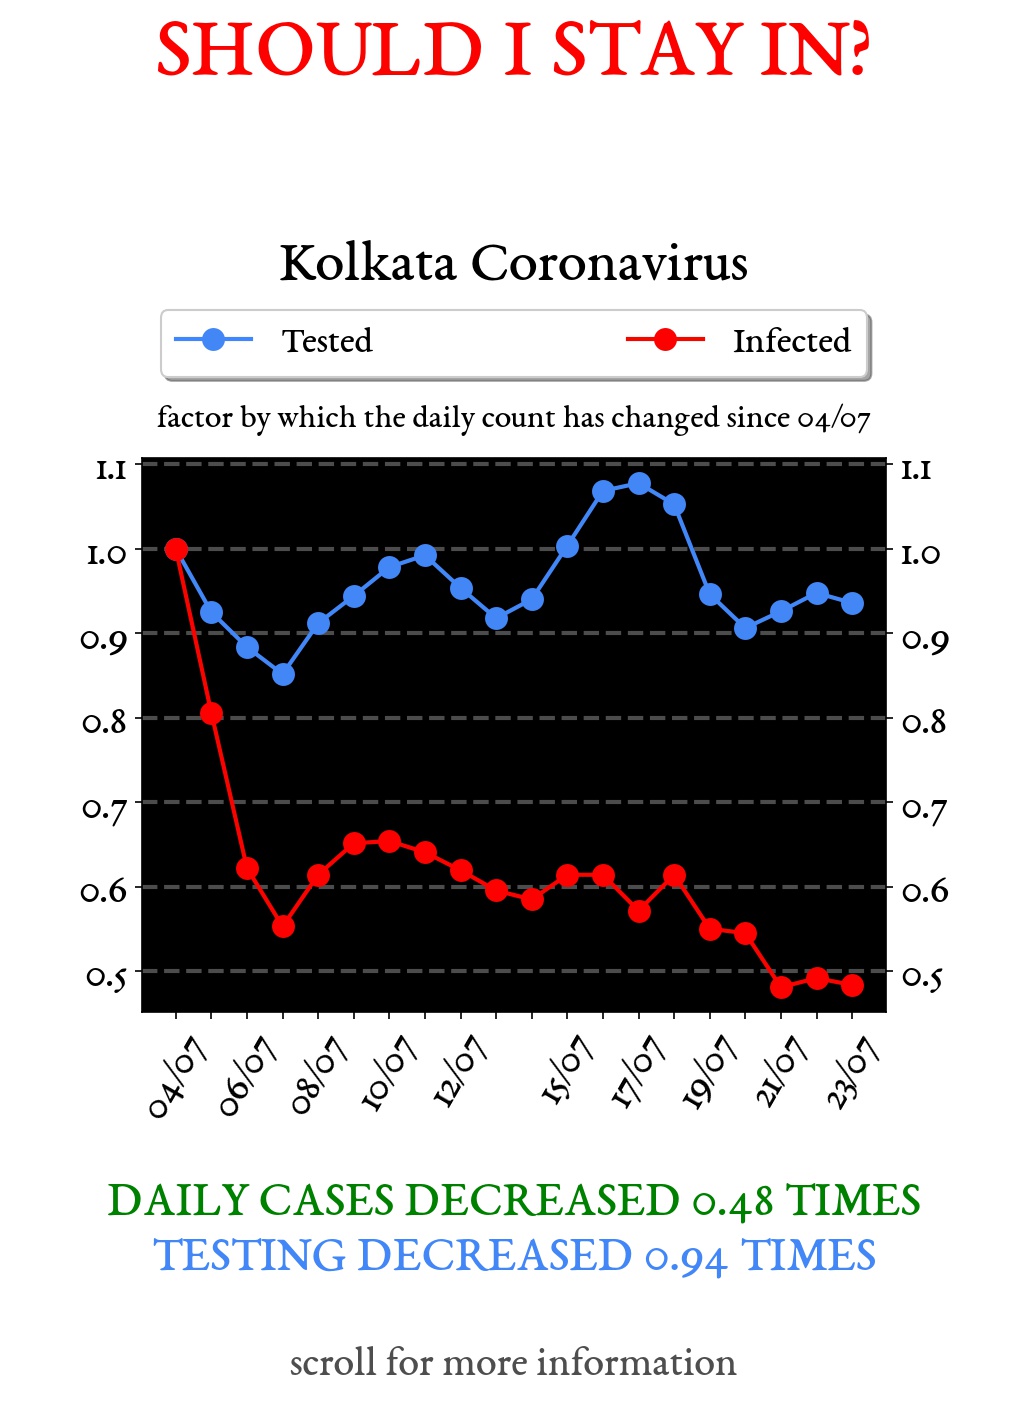 SHOULD I STAY IN?
Kolkata Coronavirus
Tested Infected
factor by which the daily count has changed since 04/07
1.1 1.1
1.0 1.0
0.9 0.9
0.8 0.8
0.7 0.7
0.6 0.6
0.5 0.5
04/07 06/07 08/07 10/07 12/07 15/07 17/07 19/07 21/07 23/07
DAILY CASES DECREASED 0.48 TIMES
TESTING DECREASED 0.94 TIMES
scroll for more information